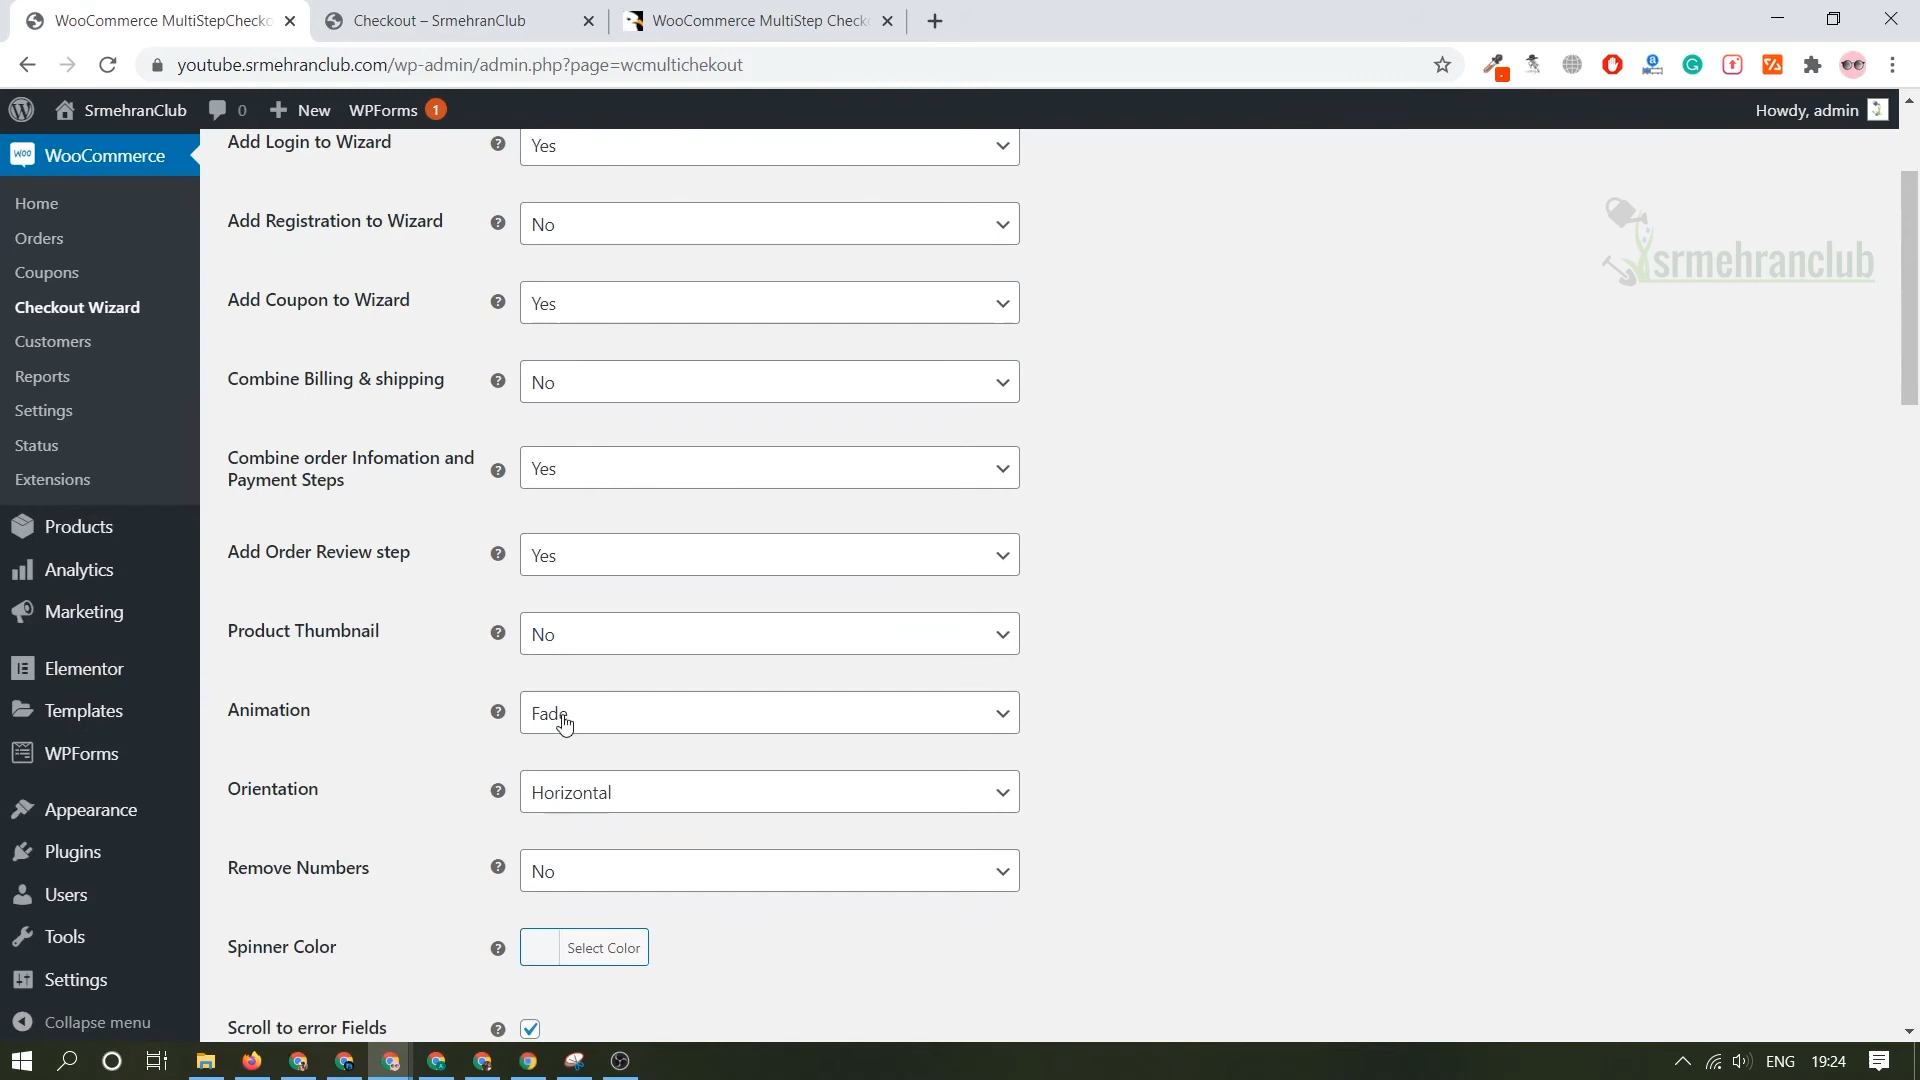 WooCommerce MultiStepChecko
Checkout – SrmehranClub
WooCommerce MultiStep Check
youtube.srmehranclub.com/wp-admin/admin.php?page=wcmultichekout
SrmehranClub
0
New
WPForms 1
Howdy, admin
WooCommerce
Home
Orders
Coupons
Checkout Wizard
Customers
Reports
Settings
Status
Extensions
Products
Analytics
Marketing
Elementor
Templates
WPForms
Appearance
Plugins
Users
Tools
Settings
Collapse menu
Add Login to Wizard
Yes
Add Registration to Wizard
No
Add Coupon to Wizard
Yes
Combine Billing & shipping
No
Combine order Infomation and
Payment Steps
Yes
Add Order Review step
Yes
Product Thumbnail
No
Animation
Fade
Orientation
Horizontal
Remove Numbers
No
Spinner Color
Select Color
Scroll to error Fields
srmehranclub
ENG
19:24